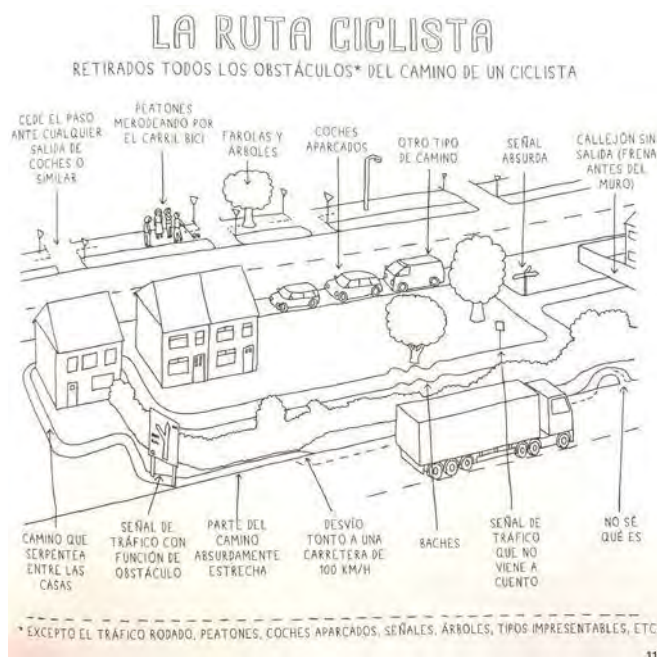 LA RUTA CICLISTA
RETIRADOS TODOS LOS OBSTÁCULOS* DEL CAMINO DE UN CICLISTA
CEDE EL PASO
ANTE CUALQUIER
SALIDA DE
COCHES O
SIMILAR
PEATONES
MERODEANDO POR
EL CARRIL BICI
FAROLAS Y
ÁRBOLES
COCHES
APARCADOS
OTRO TIPO
DE CAMINO
SEÑAL
ABSURDA
CALLEJÓN SIN
SALIDA (FRENA
ANTES DEL
MURO)
CAMINO QUE
SERPENTEA
ENTRE LAS
CASAS
SEÑAL DE
TRÁFICO CON
FUNCIÓN DE
OBSTÁCULO
PARTE DEL
CAMINO
ABSURDAMENTE
ESTRECHA
DESVÍO
TONTO A UNA
CARRETERA DE
100 KM/H
BACHES
SEÑAL DE
TRÁFICO
QUE NO
VIENE A
CUENTO
NO SÉ
QUÉ ES
* EXCEPTO EL TRÁFICO RODADO, PEATONES, COCHES APARCADOS, SEÑALES, ÁRBOLES, TIPOS IMPRESENTABLES, ETC
11